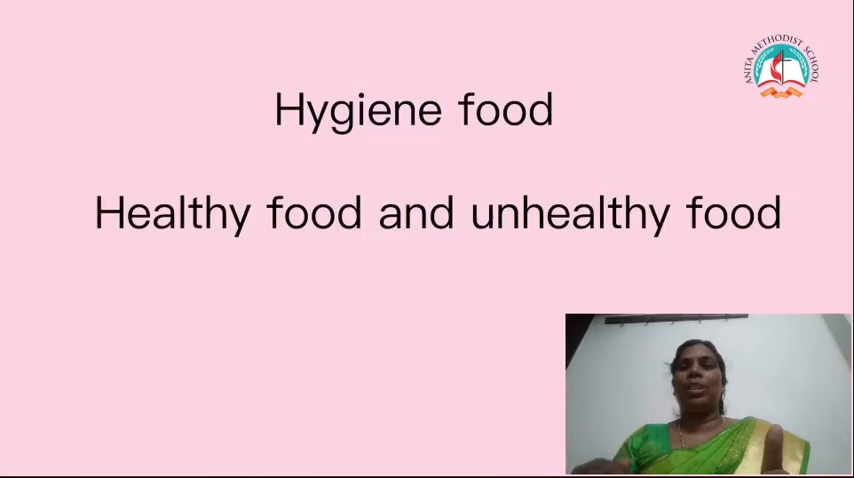 ANITA METHODIST SCHOOL
Hygiene food
Healthy food and unhealthy food